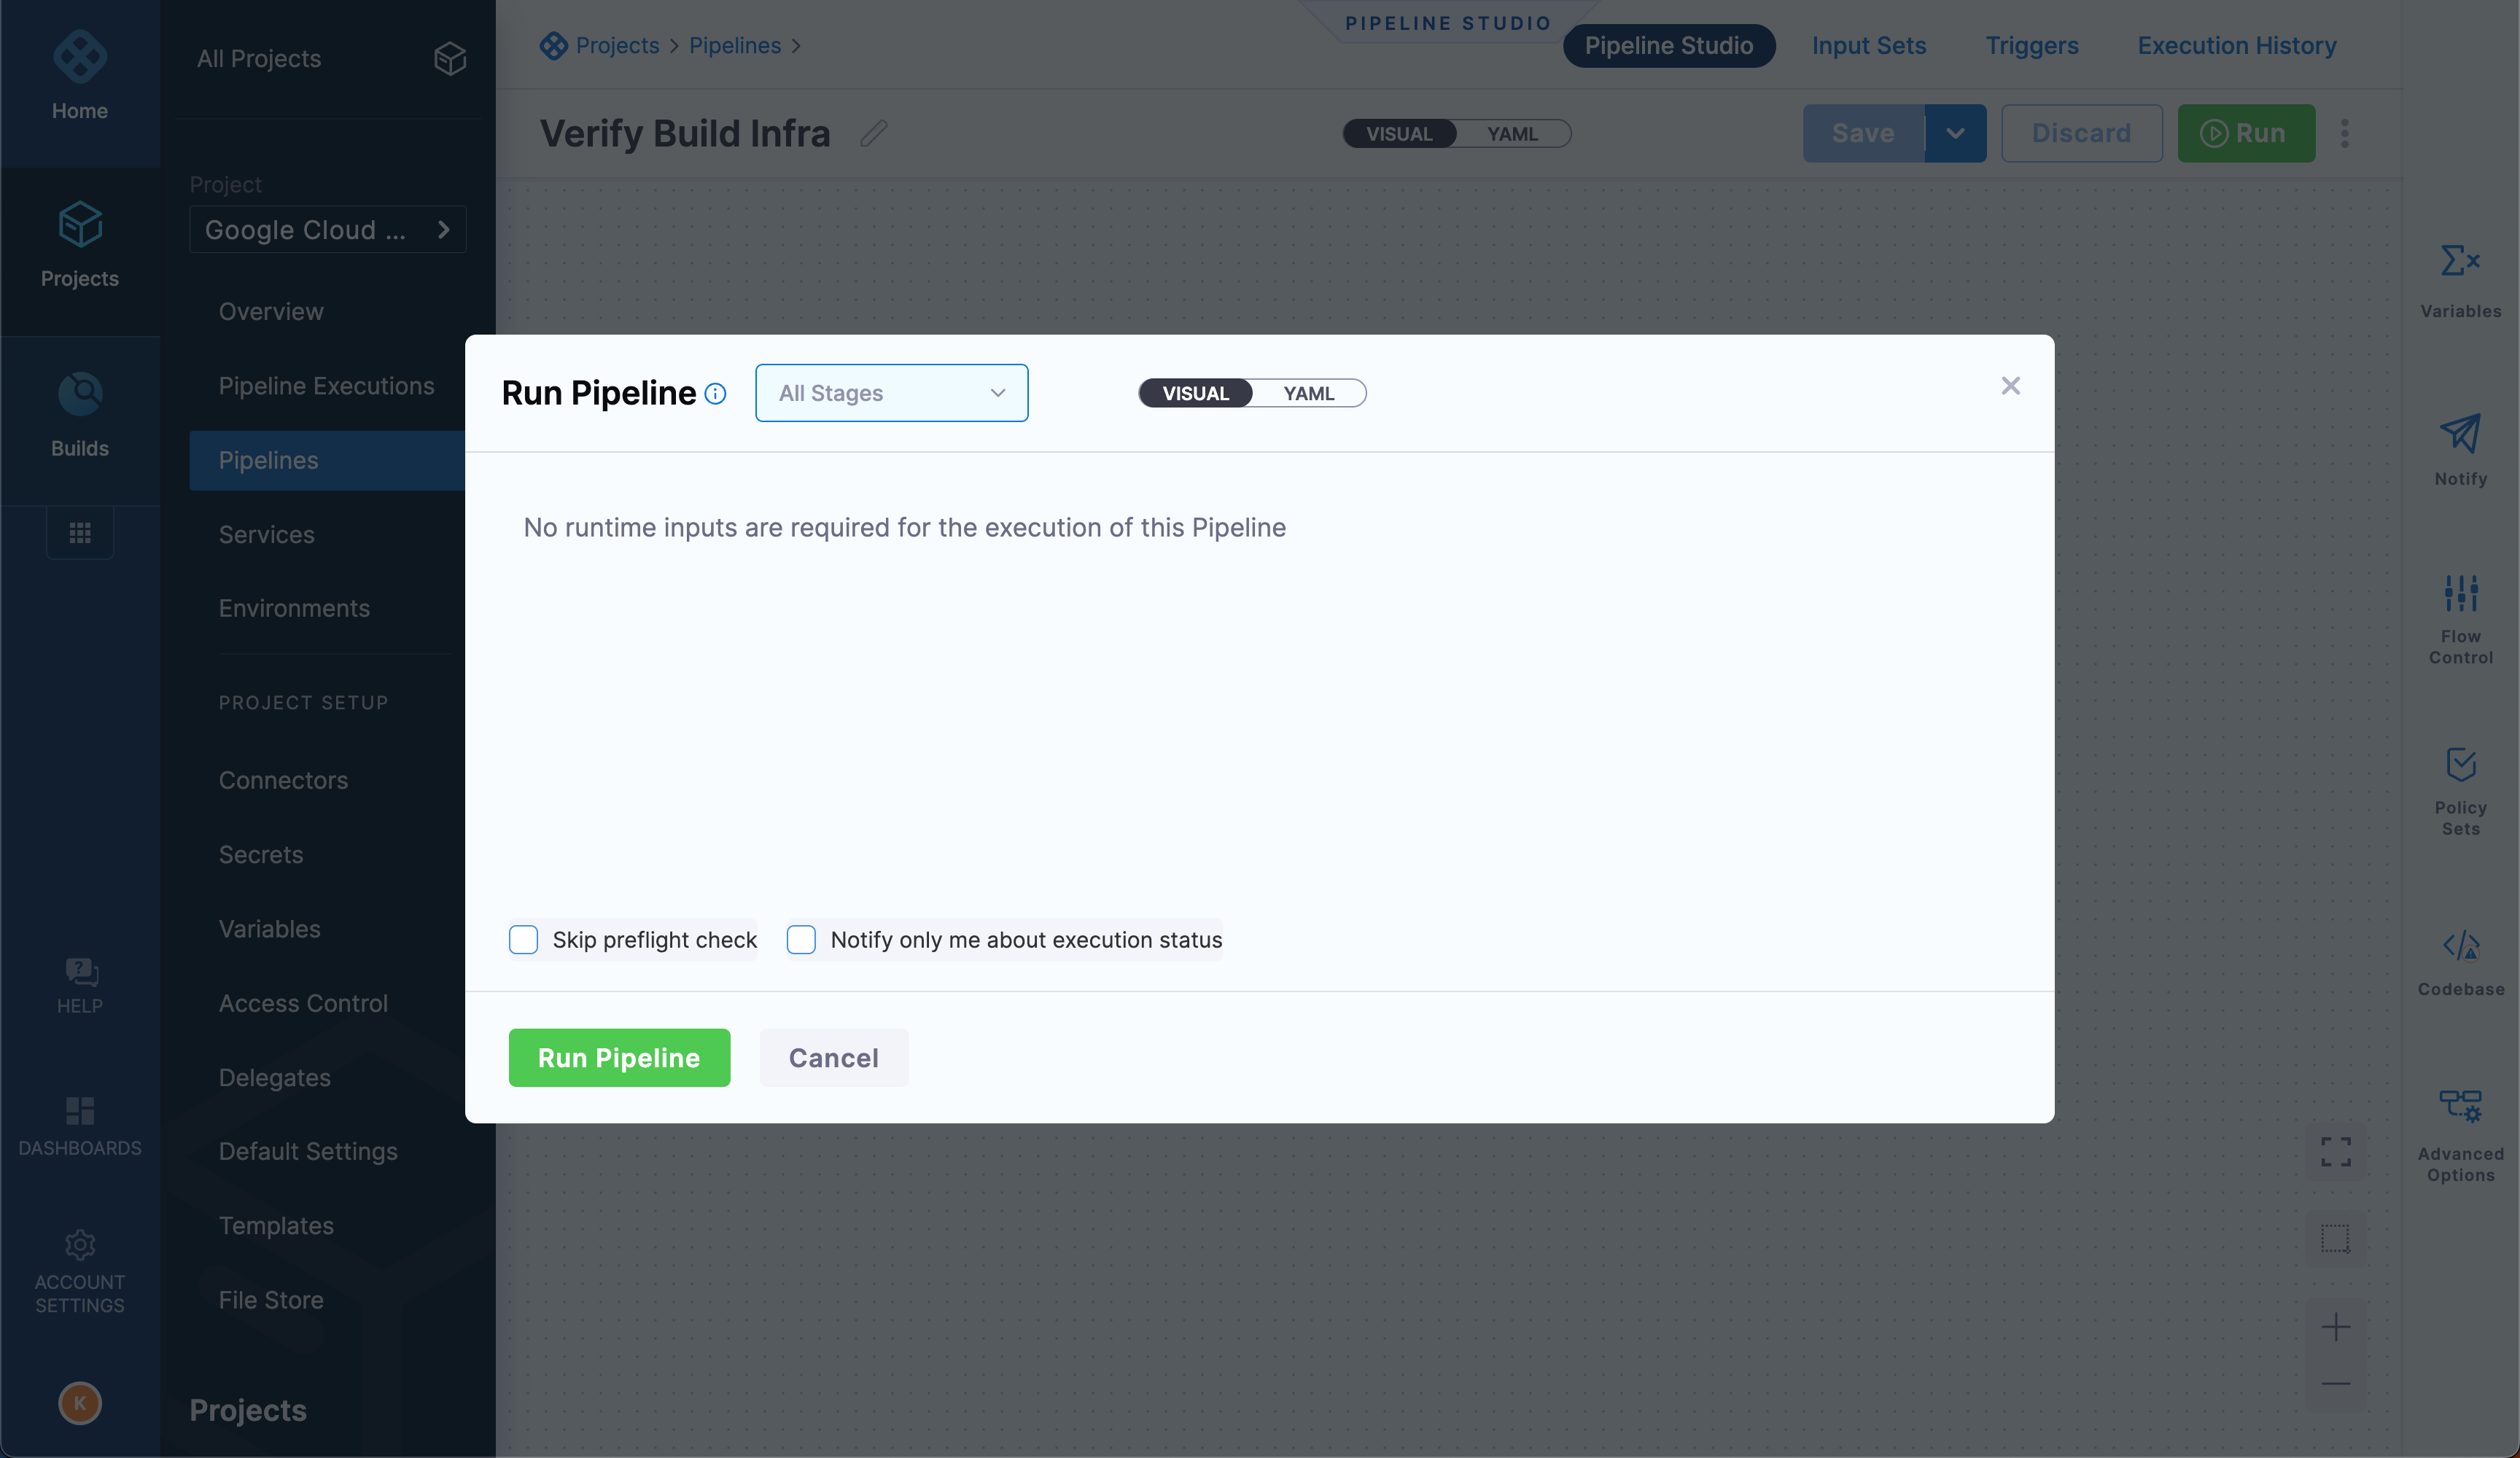 Home
Projects
Builds
HELP
DASHBOARDS
ACCOUNT
SETTINGS
K
All Projects
Project
Google Cloud ...
Overview
Pipeline Executions
Pipelines
Services
Environments
PROJECT SETUP
Connectors
Secrets
Variables
Access Control
Delegates
Default Settings
Templates
File Store
Projects
Projects > Pipelines >
PIPELINE STUDIO
Pipeline Studio
Input Sets
Triggers
Execution History
Verify Build Infra
VISUAL
YAML
Save
Discard
Run
Run Pipeline
All Stages
VISUAL
YAML
No runtime inputs are required for the execution of this Pipeline
Skip preflight check
Notify only me about execution status
Run Pipeline
Cancel
Variables
Notify
Flow
Control
Policy
Sets
Codebase
Advanced
Options